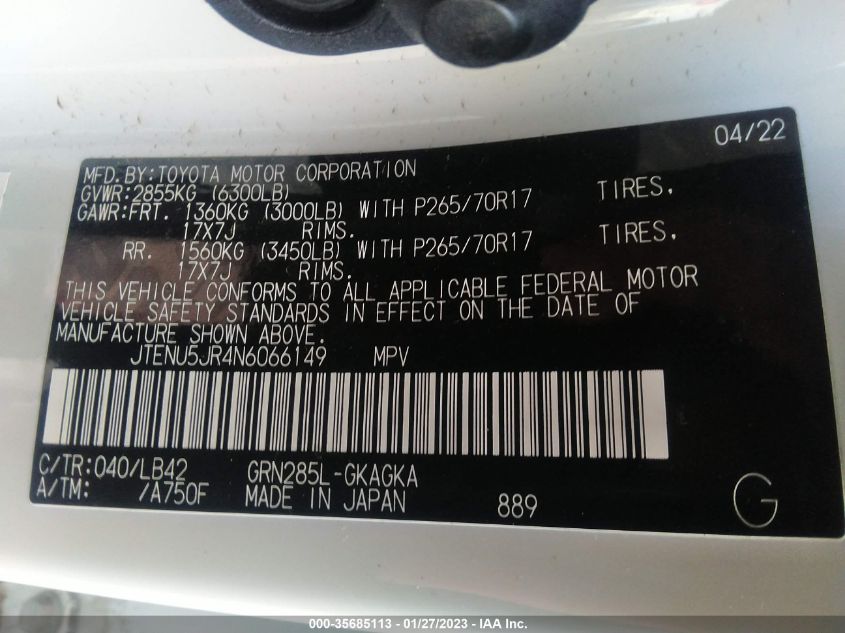 04/22
MFD.BY:TOYOTA MOTOR CORPORATION
GVWR:2855KG (6300LB)
GAWR:FRT. 1360KG (3000LB) WITH P265/70R17 TIRES,
17X7J RIMS.
RR. 1560KG (3450LB) WITH P265/70R17 TIRES,
17X7J RIMS.
THIS VEHICLE CONFORMS TO ALL APPLICABLE FEDERAL MOTOR
VEHICLE SAFETY STANDARDS IN EFFECT ON THE DATE OF
MANUFACTURE SHOWN ABOVE.
JTENU5JR4N6066149 MPV
C/TR:040/LB42 GRN285L-GKAGKA
A/TM: /A750F MADE IN JAPAN 889 G
000-35685113 - 01/27/2023 - IAA Inc.